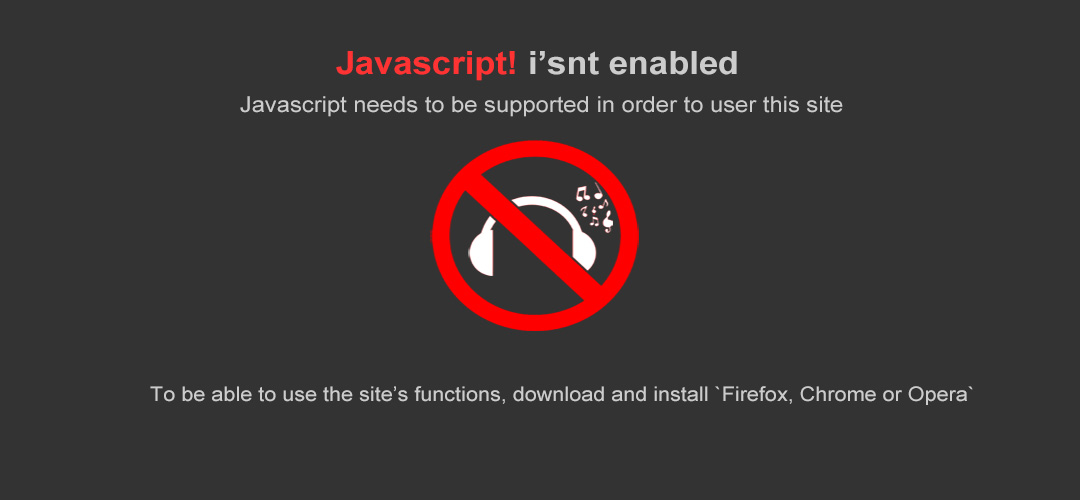 Javascript! i’snt enabled
Javascript needs to be supported in order to user this site
To be able to use the site’s functions, download and install `Firefox, Chrome or Opera`